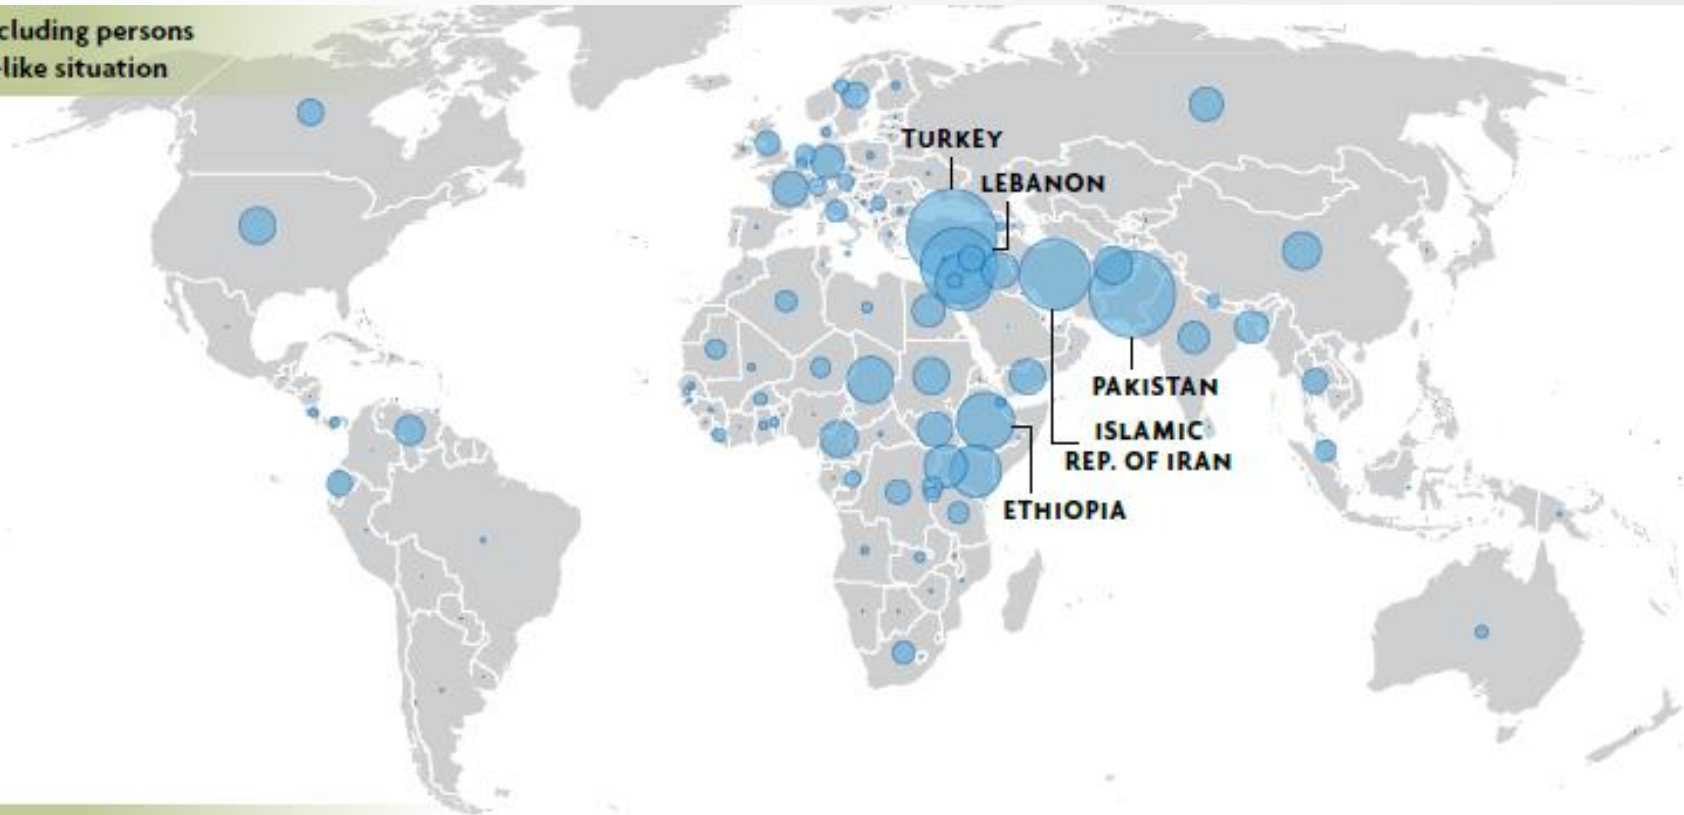 cluding persons
-like situation
TURKEY
LEBANON
PAKISTAN
ISLAMIC
REP. OF IRAN
ETHIOPIA